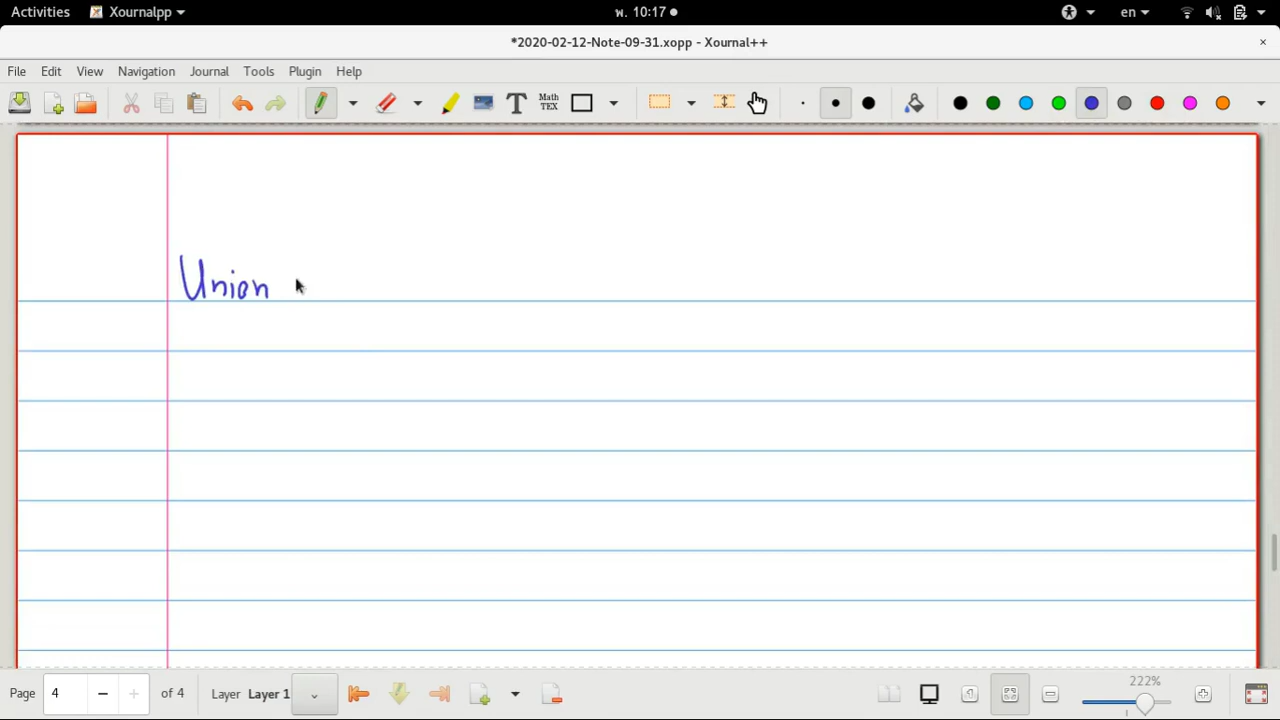 Activities Xournalpp พ. 10:17 en
*2020-02-12-Note-09-31.xopp - Xournal++ ×
File Edit View Navigation Journal Tools Plugin Help
T Math TEX
Union
Page 4 of 4 Layer Layer 1 222%